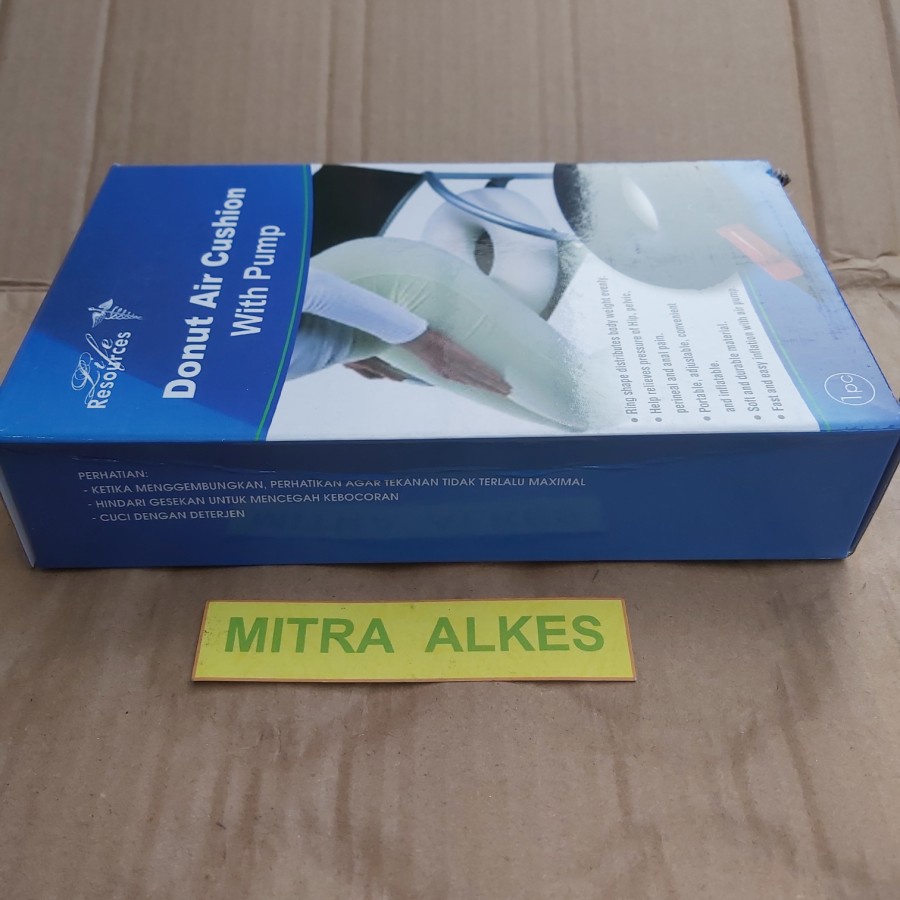 Life
Resources
Donut Air Cushion
With Pump
• Ring shape distributes body weight evenly.
• Help relieves pressure of Hip, pelvic,
perineal and anal pain.
• Portable, adjustable, convenient
and inflatable.
• Soft and durable material.
• Fast and easy inflation with air pump.
1pc
PERHATIAN:
- KETIKA MENGGEMBUNGKAN, PERHATIKAN AGAR TEKANAN TIDAK TERLALU MAXIMAL
- HINDARI GESEKAN UNTUK MENCEGAH KEBOCORAN
- CUCI DENGAN DETERJEN
MITRA ALKES